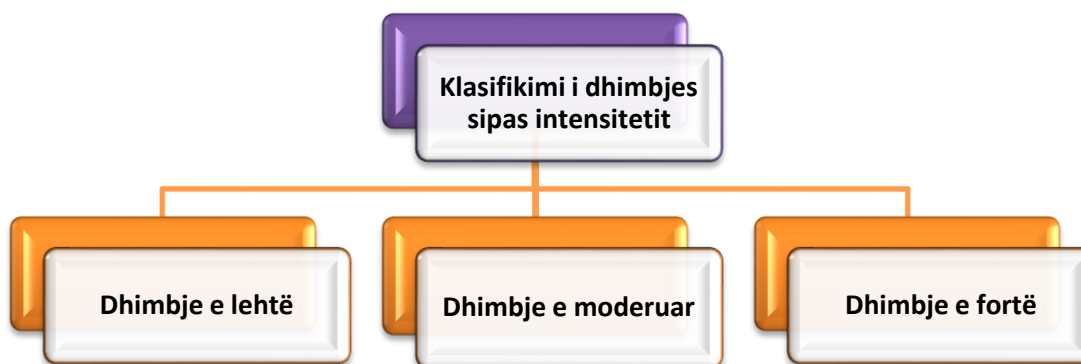 Klasifikimi i dhimbjes
sipas intensitetit
Dhimbje e lehtë
Dhimbje e moderuar
Dhimbje e fortë